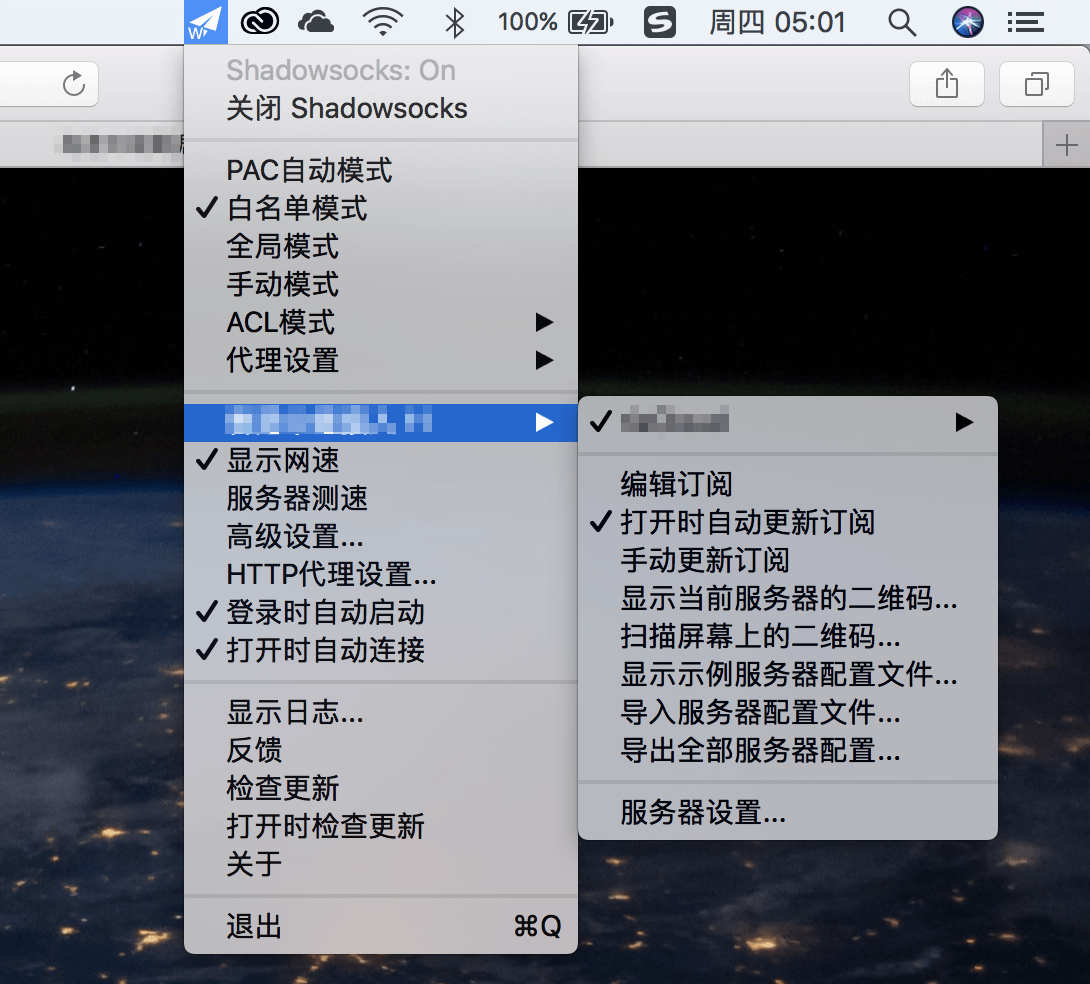 W
100%
周四 05:01
Shadowsocks: On
关闭 Shadowsocks
PAC自动模式
白名单模式
全局模式
手动模式
ACL模式
代理设置
显示网速
服务器测速
高级设置...
HTTP代理设置...
登录时自动启动
打开时自动连接
显示日志...
反馈
检查更新
打开时检查更新
关于
退出 ⌘Q
编辑订阅
打开时自动更新订阅
手动更新订阅
显示当前服务器的二维码...
扫描屏幕上的二维码...
显示示例服务器配置文件...
导入服务器配置文件...
导出全部服务器配置...
服务器设置...